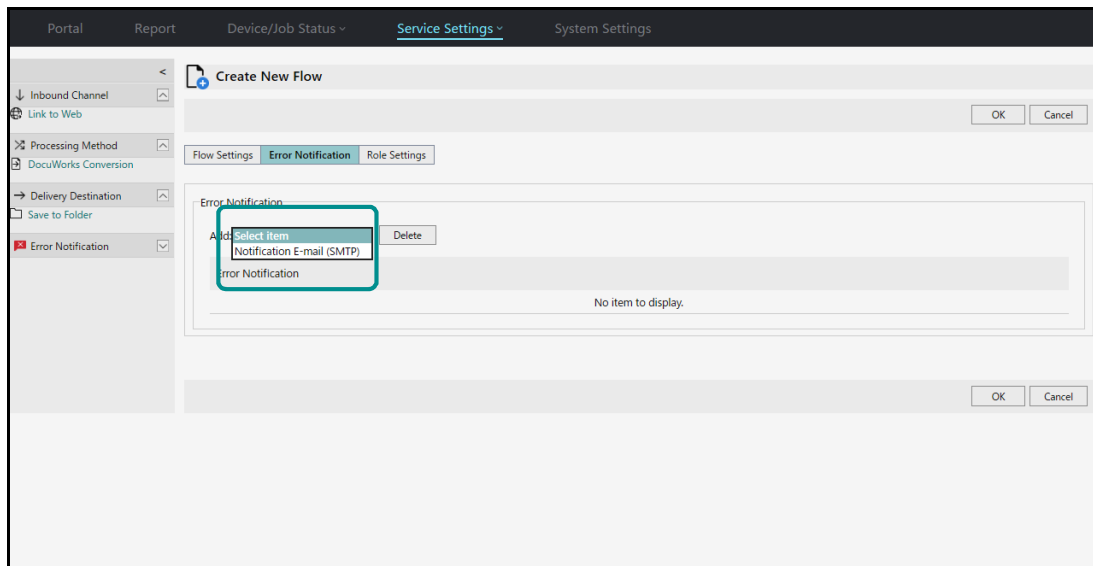 Portal Report Device/Job Status Service Settings System Settings
<
Inbound Channel
Link to Web
Processing Method
DocuWorks Conversion
Delivery Destination
Save to Folder
Error Notification
Create New Flow
OK Cancel
Flow Settings Error Notification Role Settings
Error Notification
Add: Select item Delete
Notification E-mail (SMTP)
Error Notification
No item to display.
OK Cancel